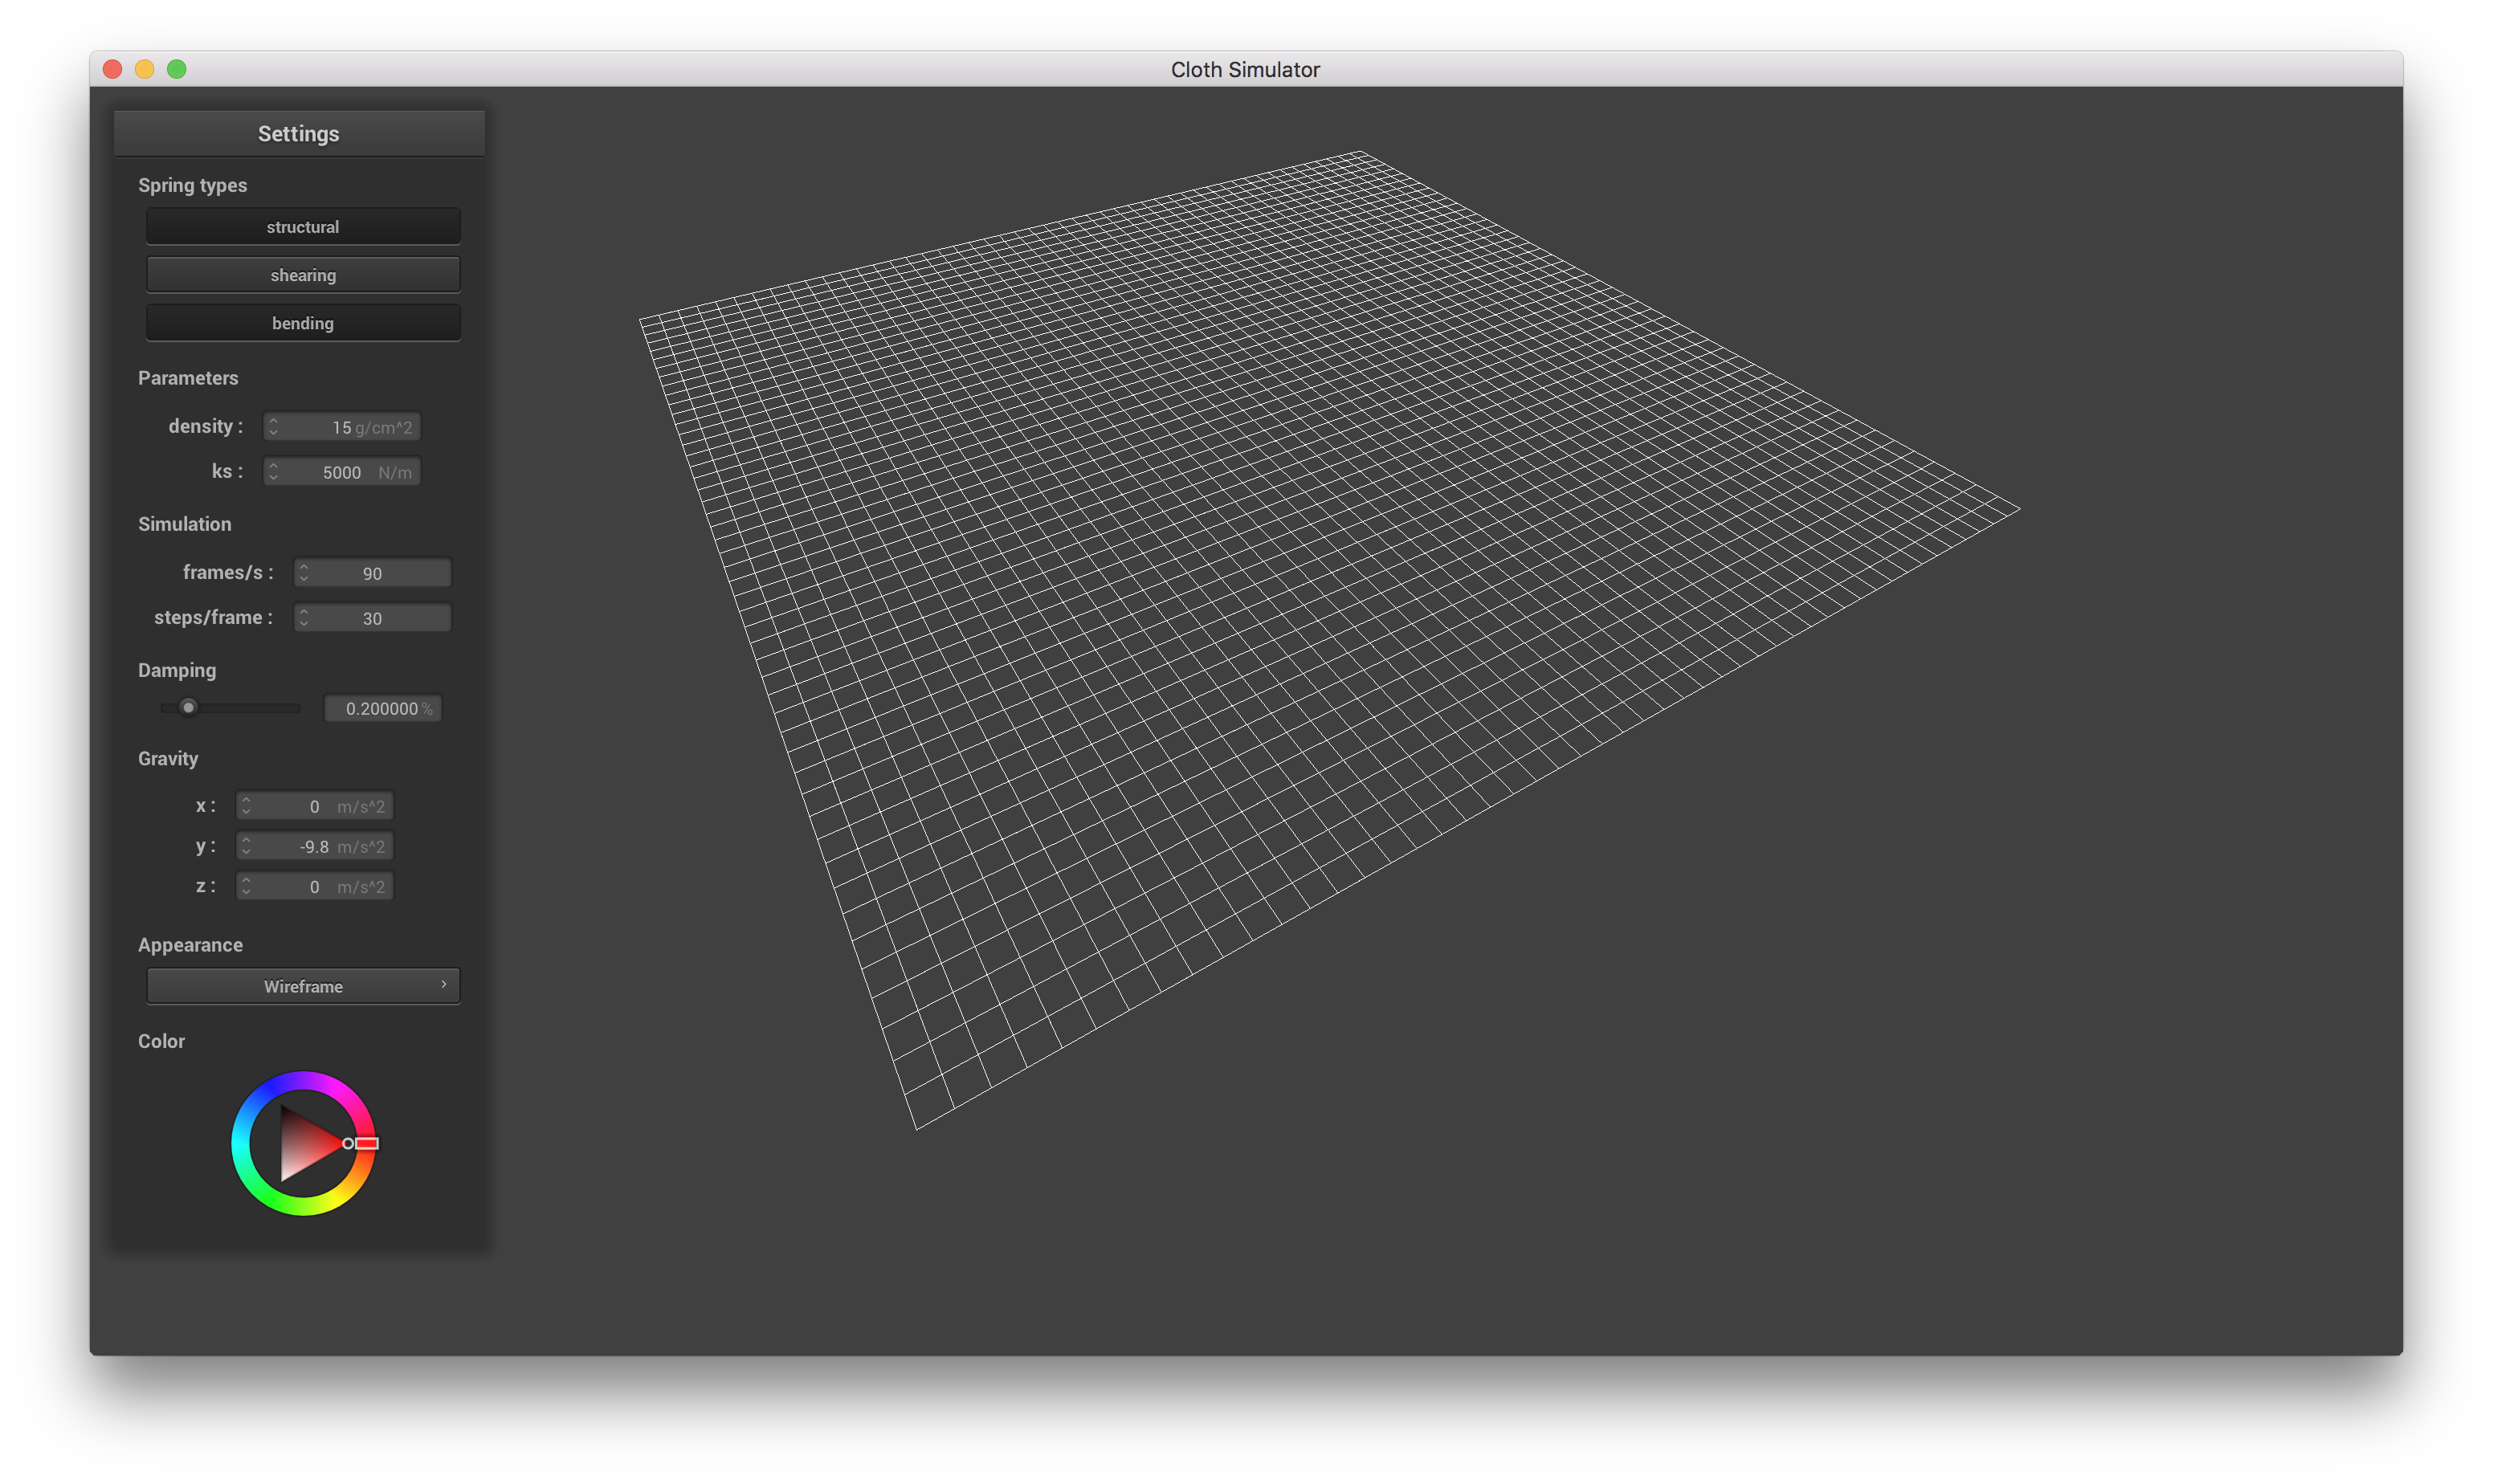 Cloth Simulator
Settings
Spring types
structural
shearing
bending
Parameters
density : 15 g/cm^2
ks : 5000 N/m
Simulation
frames/s : 90
steps/frame : 30
Damping
0.200000 %
Gravity
x : 0 m/s^2
y : -9.8 m/s^2
z : 0 m/s^2
Appearance
Wireframe ›
Color